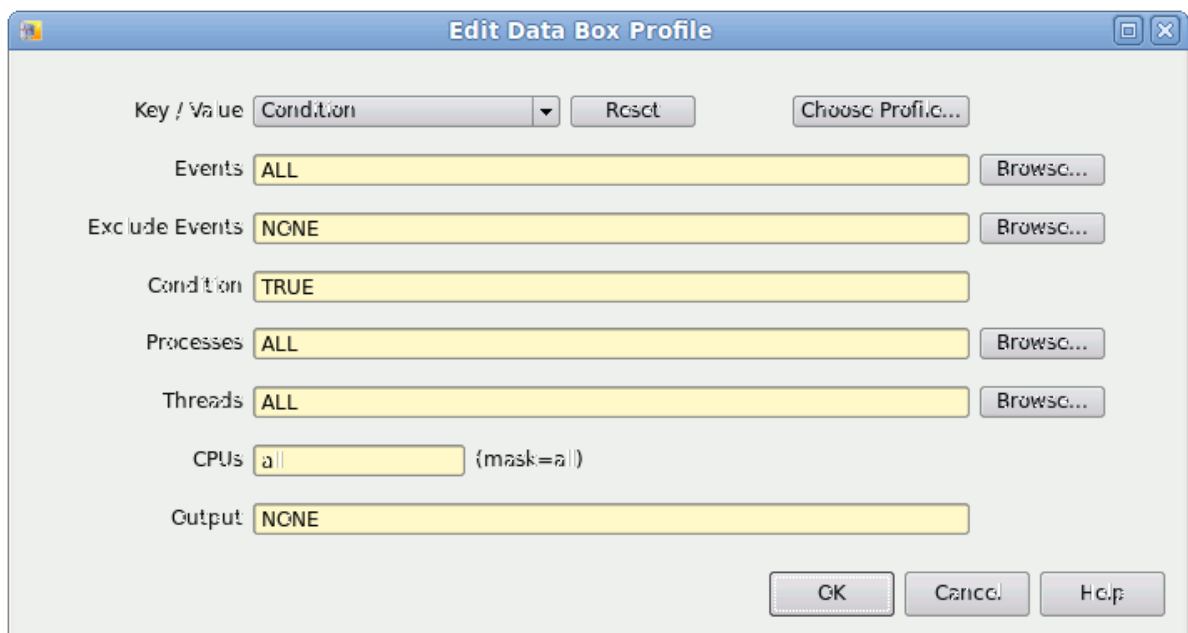 Edit Data Box Profile
Key / Value Condition Reset Choose Profile...
Events ALL Browse...
Exclude Events NONE Browse...
Condition TRUE
Processes ALL Browse...
Threads ALL Browse...
CPUs all (mask=all)
Output NONE
OK Cancel Help